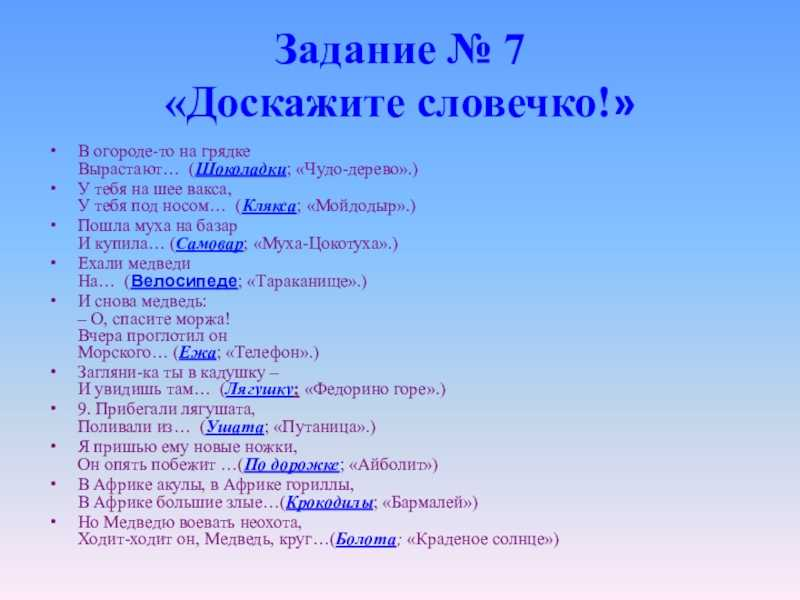 Задание № 7
«Доскажите словечко!»
• В огороде-то на грядке
Вырастают… (Шоколадки; «Чудо-дерево».)
• У тебя на шее вакса,
У тебя под носом… (Клякса; «Мойдодыр».)
• Пошла муха на базар
И купила… (Самовар; «Муха-Цокотуха».)
• Ехали медведи
На… (Велосипеде; «Тараканище».)
• И снова медведь:
– О, спасите моржа!
Вчера проглотил он
Морского… (Ежа; «Телефон».)
• Загляни-ка ты в кадушку –
И увидишь там… (Лягушку; «Федорино горе».)
• 9. Прибегали лягушата,
Поливали из… (Ушата; «Путаница».)
• Я пришью ему новые ножки,
Он опять побежит …(По дорожке; «Айболит»)
• В Африке акулы, в Африке гориллы,
В Африке большие злые…(Крокодилы; «Бармалей»)
• Но Медведю воевать неохота,
Ходит-ходит он, Медведь, круг…(Болота; «Краденое солнце»)